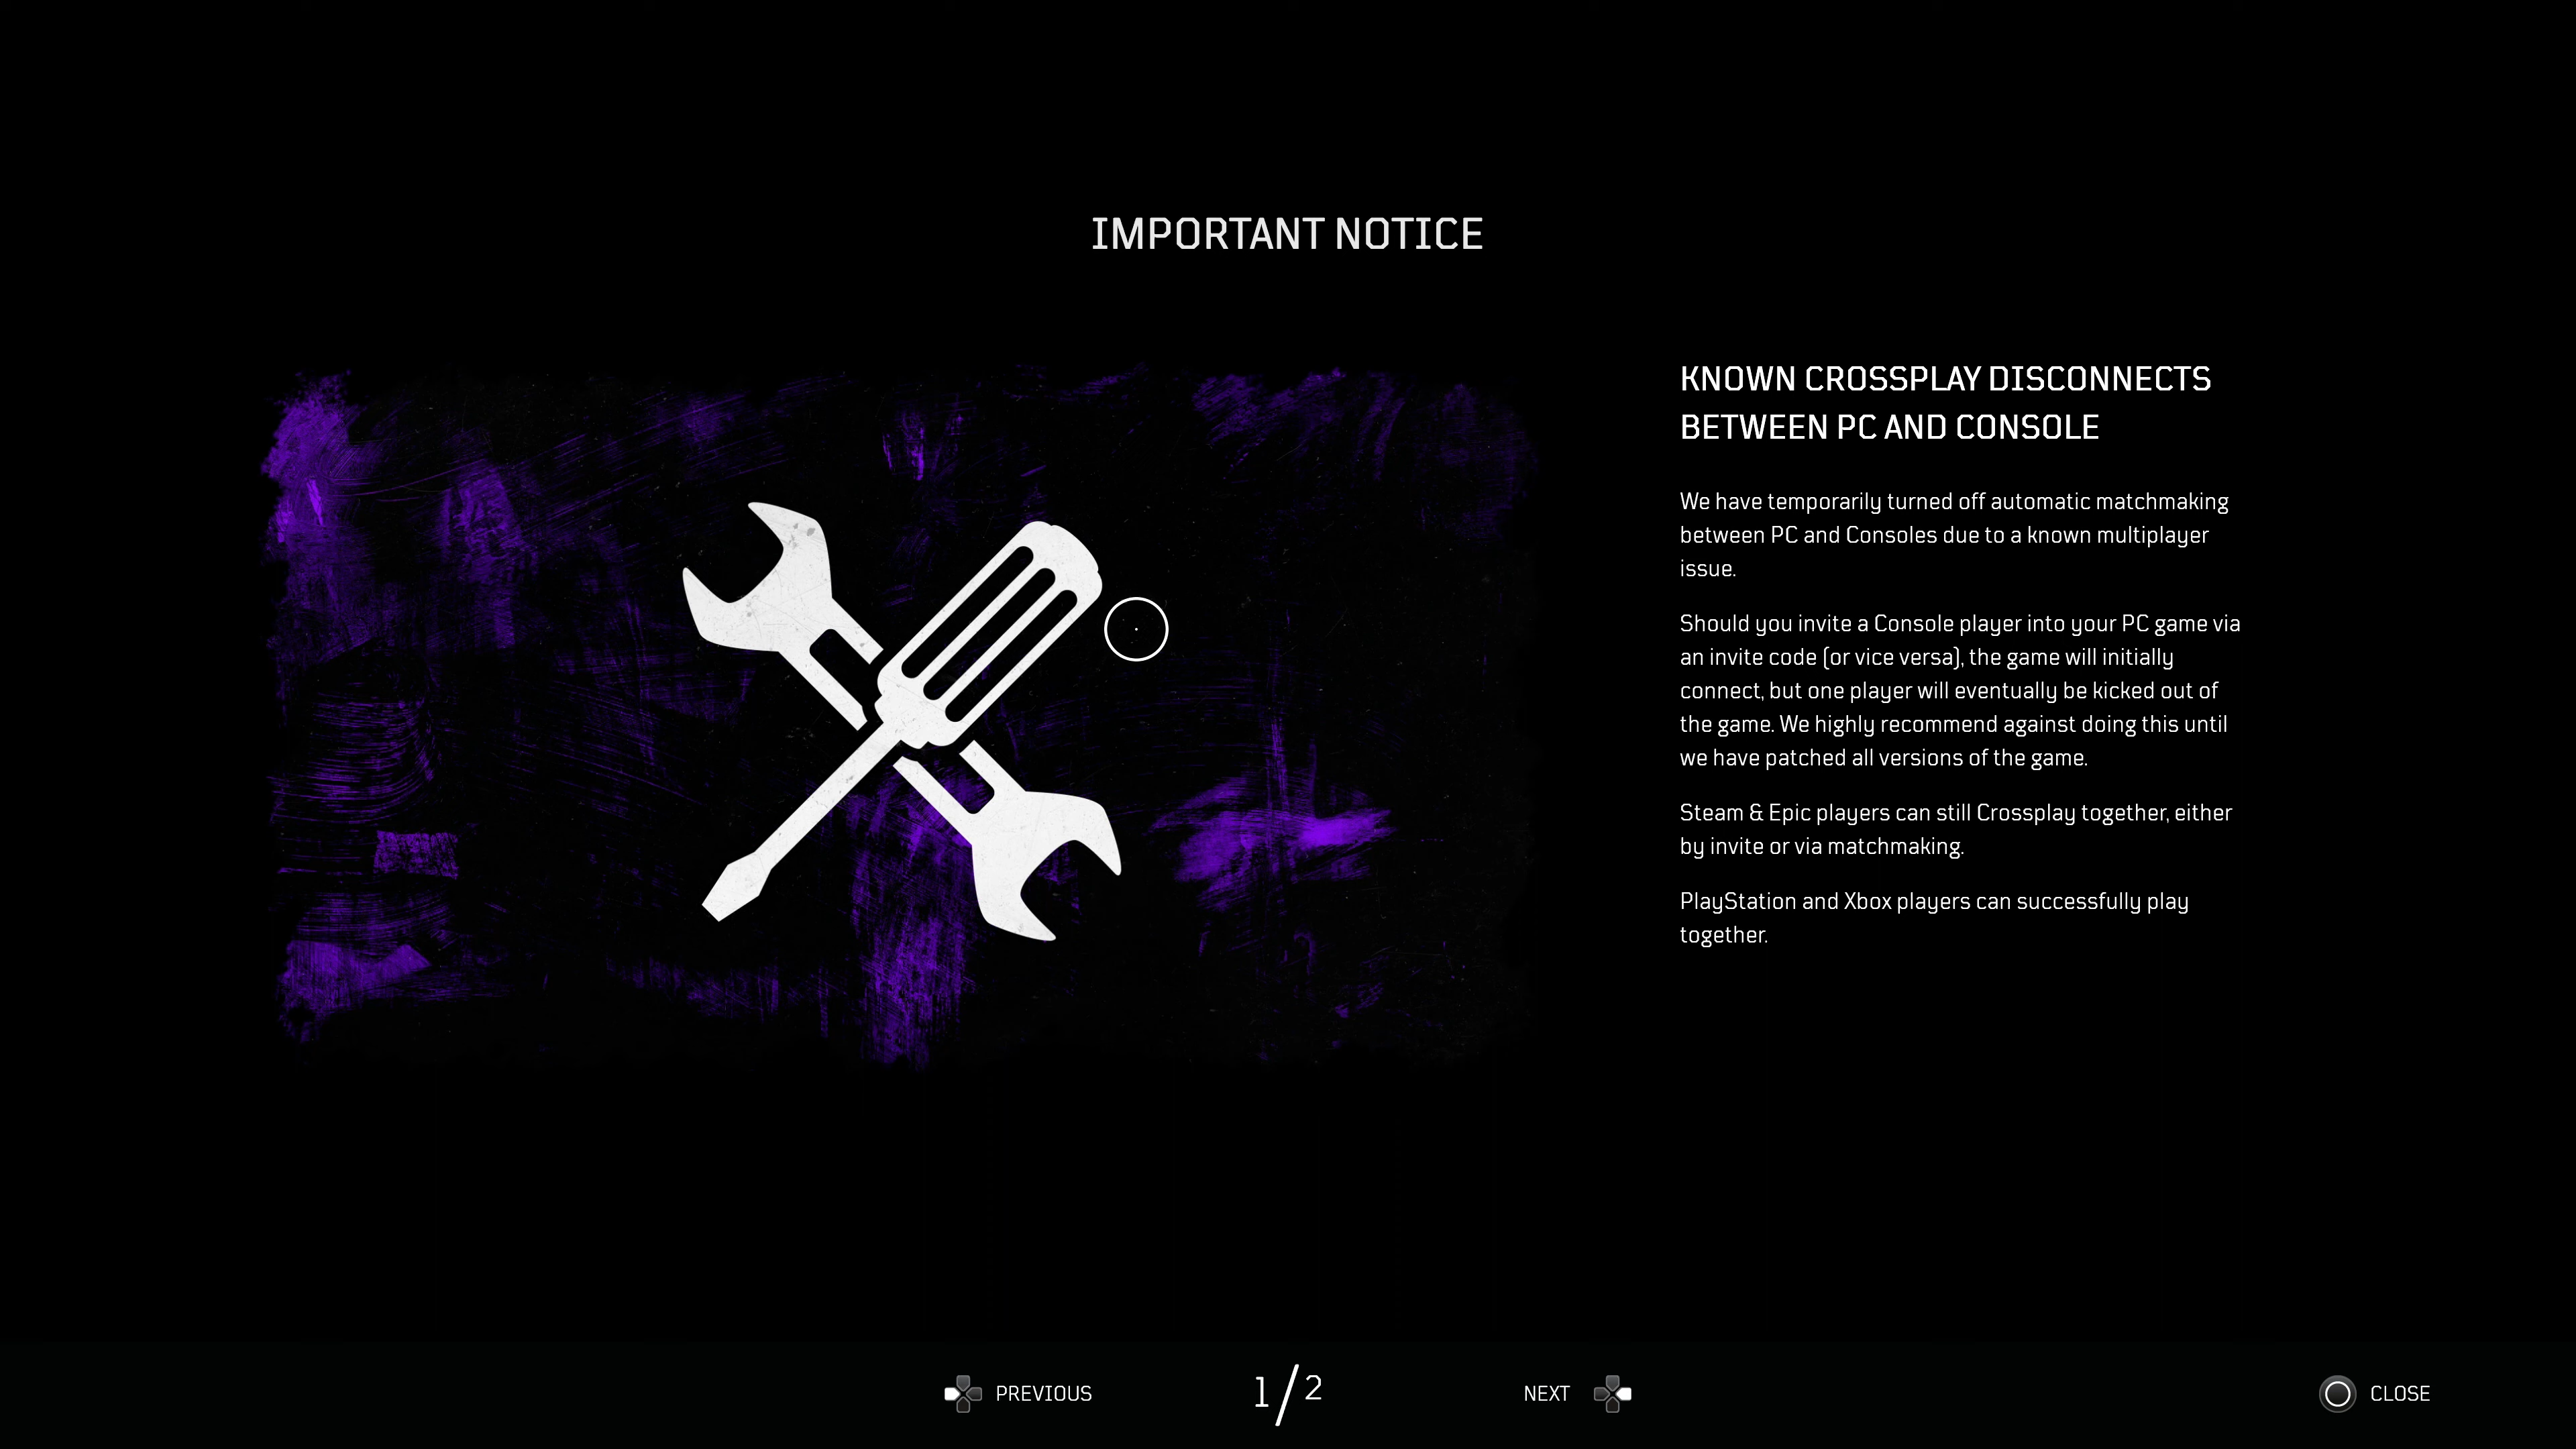 IMPORTANT NOTICE
KNOWN CROSSPLAY DISCONNECTS
BETWEEN PC AND CONSOLE
We have temporarily turned off automatic matchmaking
between PC and Consoles due to a known multiplayer
issue.
Should you invite a Console player into your PC game via
an invite code (or vice versa), the game will initially
connect, but one player will eventually be kicked out of
the game. We highly recommend against doing this until
we have patched all versions of the game.
Steam & Epic players can still Crossplay together, either
by invite or via matchmaking.
PlayStation and Xbox players can successfully play
together.
PREVIOUS
1/2
NEXT
CLOSE